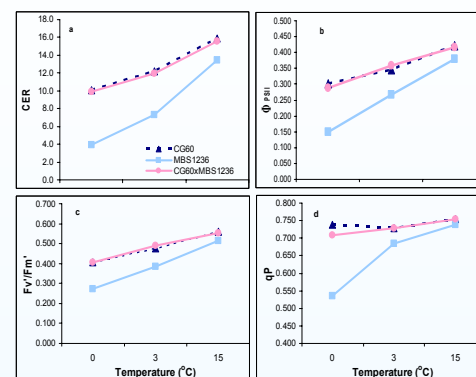 a
18.0
16.0
14.0
12.0
10.0
8.0
6.0
4.0
2.0
0.0
CER
CG60
MBS1236
CG60xMBS1236
b
0.500
0.450
0.400
0.350
0.300
0.250
0.200
0.150
0.100
0.050
0.000
Φ PSII
c
0.700
0.600
0.500
0.400
0.300
0.200
0.100
0.000
Fv'/Fm'
0 3 15
Temperature (°C)
d
0.800
0.750
0.700
0.650
0.600
0.550
0.500
0.450
0.400
qP
0 3 15
Temperature (°C)